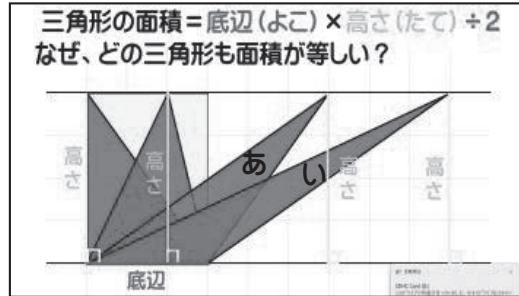 三角形の面積＝底辺（よこ）×高さ（たて）÷2
なぜ、どの三角形も面積が等しい？
高さ
高さ
あ
い
高さ
高さ
底辺